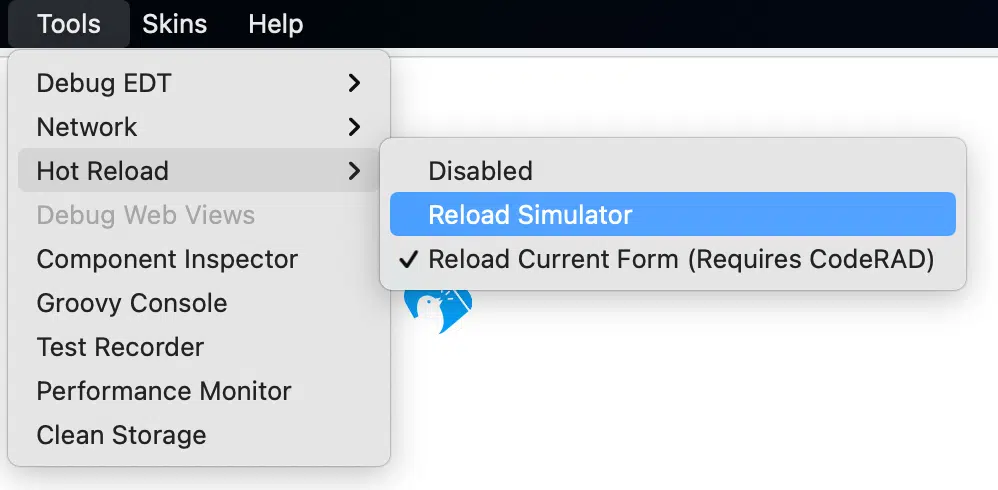 Tools Skins Help
Debug EDT
Network
Hot Reload
Debug Web Views
Component Inspector
Groovy Console
Test Recorder
Performance Monitor
Clean Storage
Disabled
Reload Simulator
Reload Current Form (Requires CodeRAD)